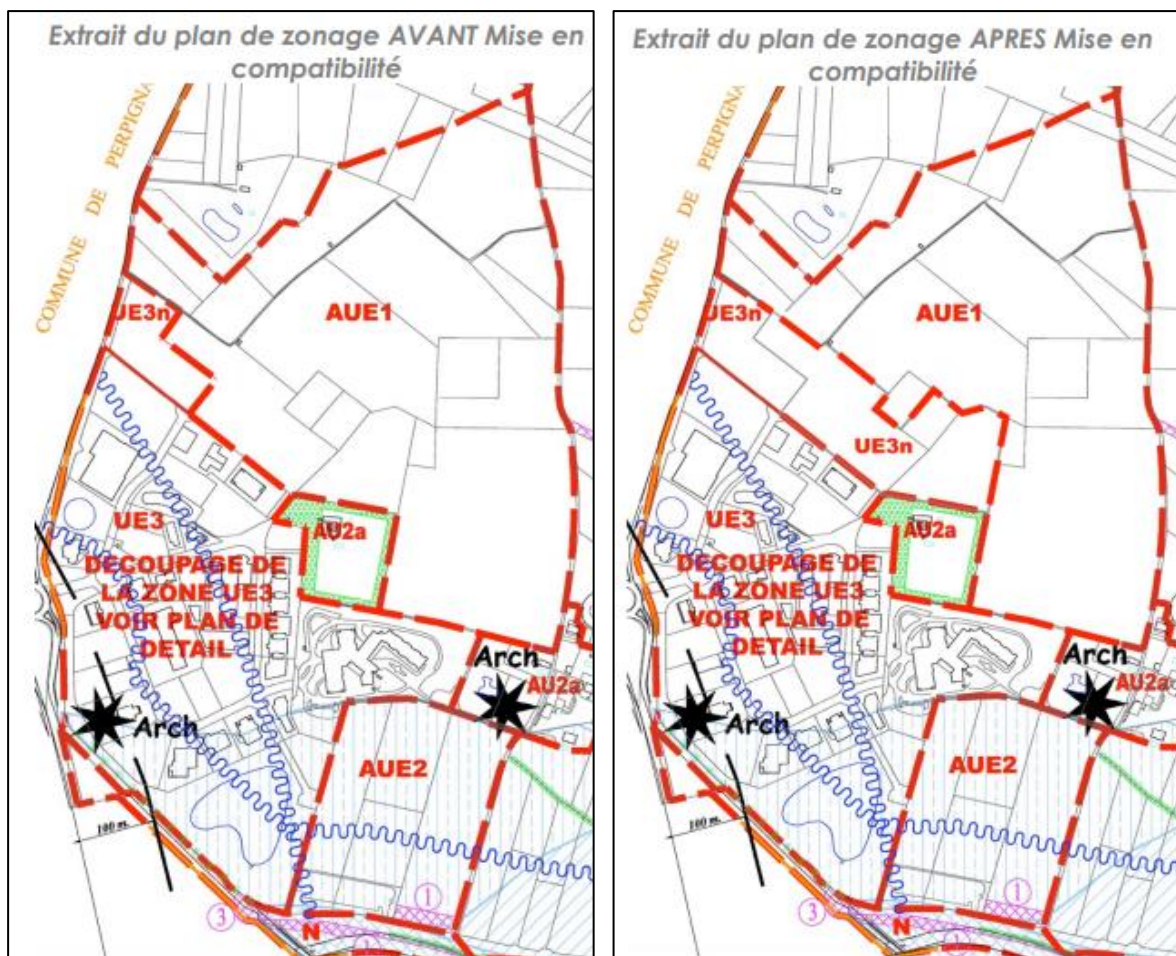 Extrait du plan de zonage AVANT Mise en
compatibilité
COMMUNE DE PERPIGNA
UE3n
AUE1
UE3
AU2a
DECOUPAGE DE
LA ZONE UE3
VOIR PLAN DE
DETAIL
Arch
AU2a
Arch
AUE2
100 m.
1
3
N
1
Extrait du plan de zonage APRES Mise en
compatibilité
COMMUNE DE PERPIGNA
UE3n
AUE1
UE3n
UE3
AU2a
DECOUPAGE DE
LA ZONE UE3
VOIR PLAN DE
DETAIL
Arch
AU2a
Arch
AUE2
100 m.
1
3
N
1